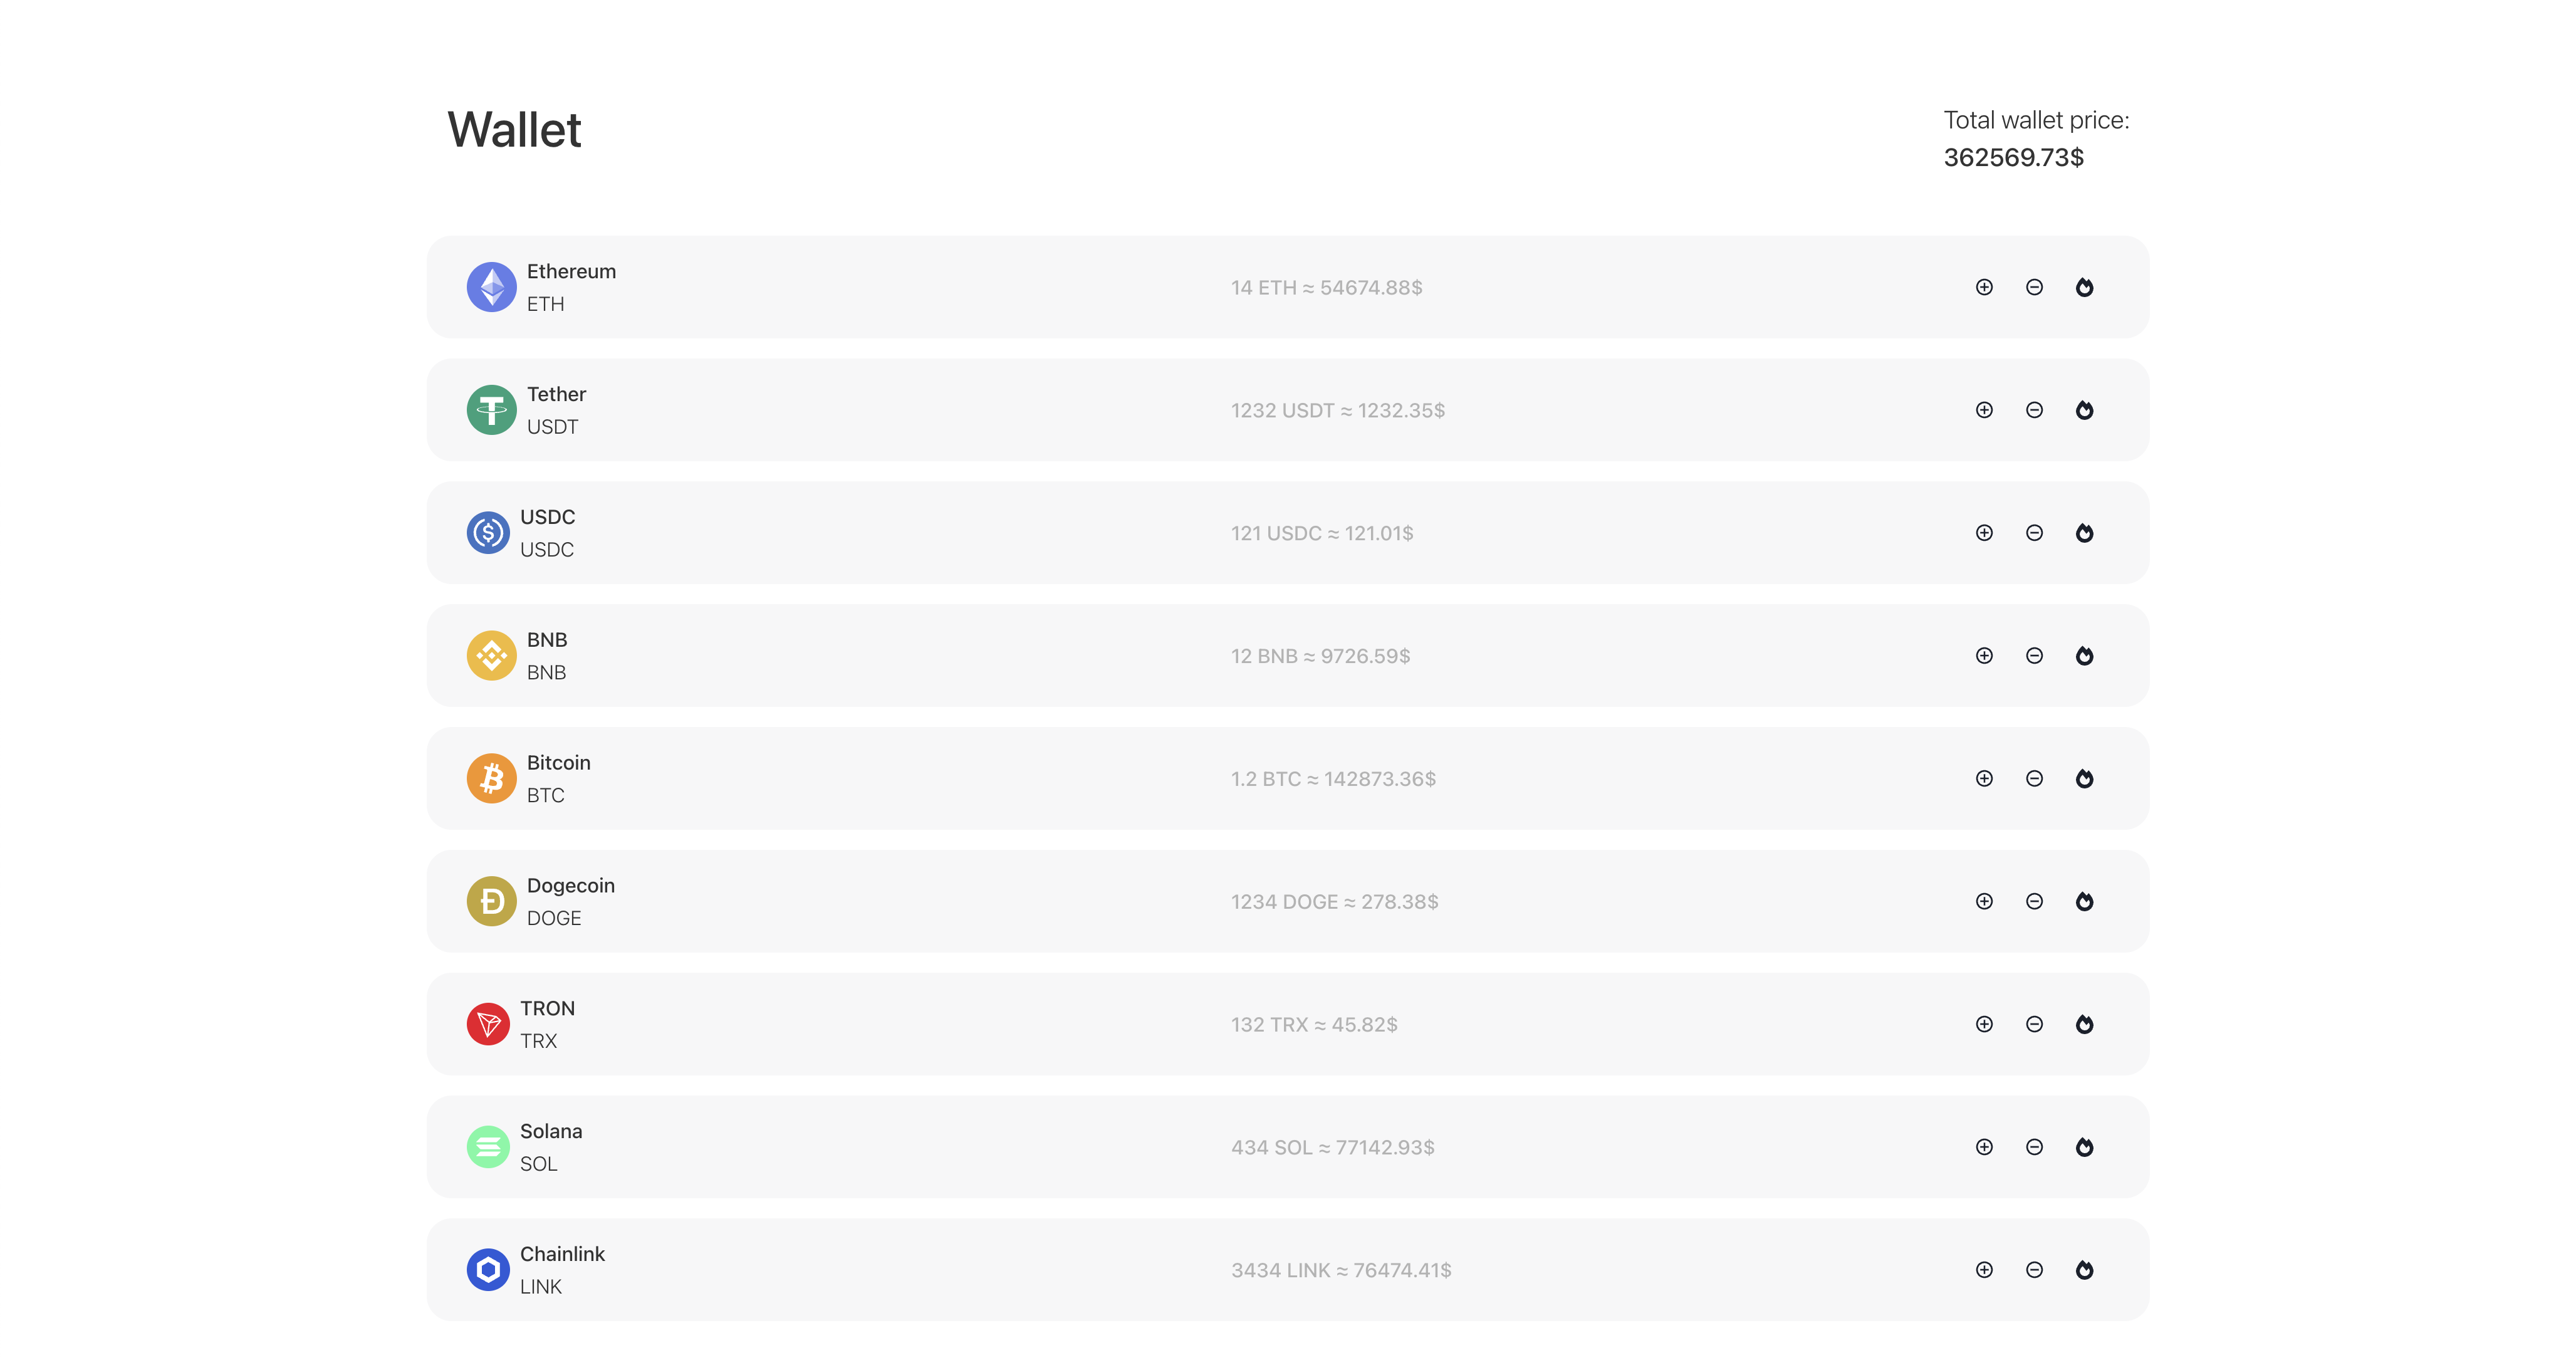 Wallet
Total wallet price:
362569.73$
Ethereum
ETH
14 ETH ≈ 54674.88$
Tether
USDT
1232 USDT ≈ 1232.35$
USDC
USDC
121 USDC ≈ 121.01$
BNB
BNB
12 BNB ≈ 9726.59$
Bitcoin
BTC
1.2 BTC ≈ 142873.36$
Dogecoin
DOGE
1234 DOGE ≈ 278.38$
TRON
TRX
132 TRX ≈ 45.82$
Solana
SOL
434 SOL ≈ 77142.93$
Chainlink
LINK
3434 LINK ≈ 76474.41$